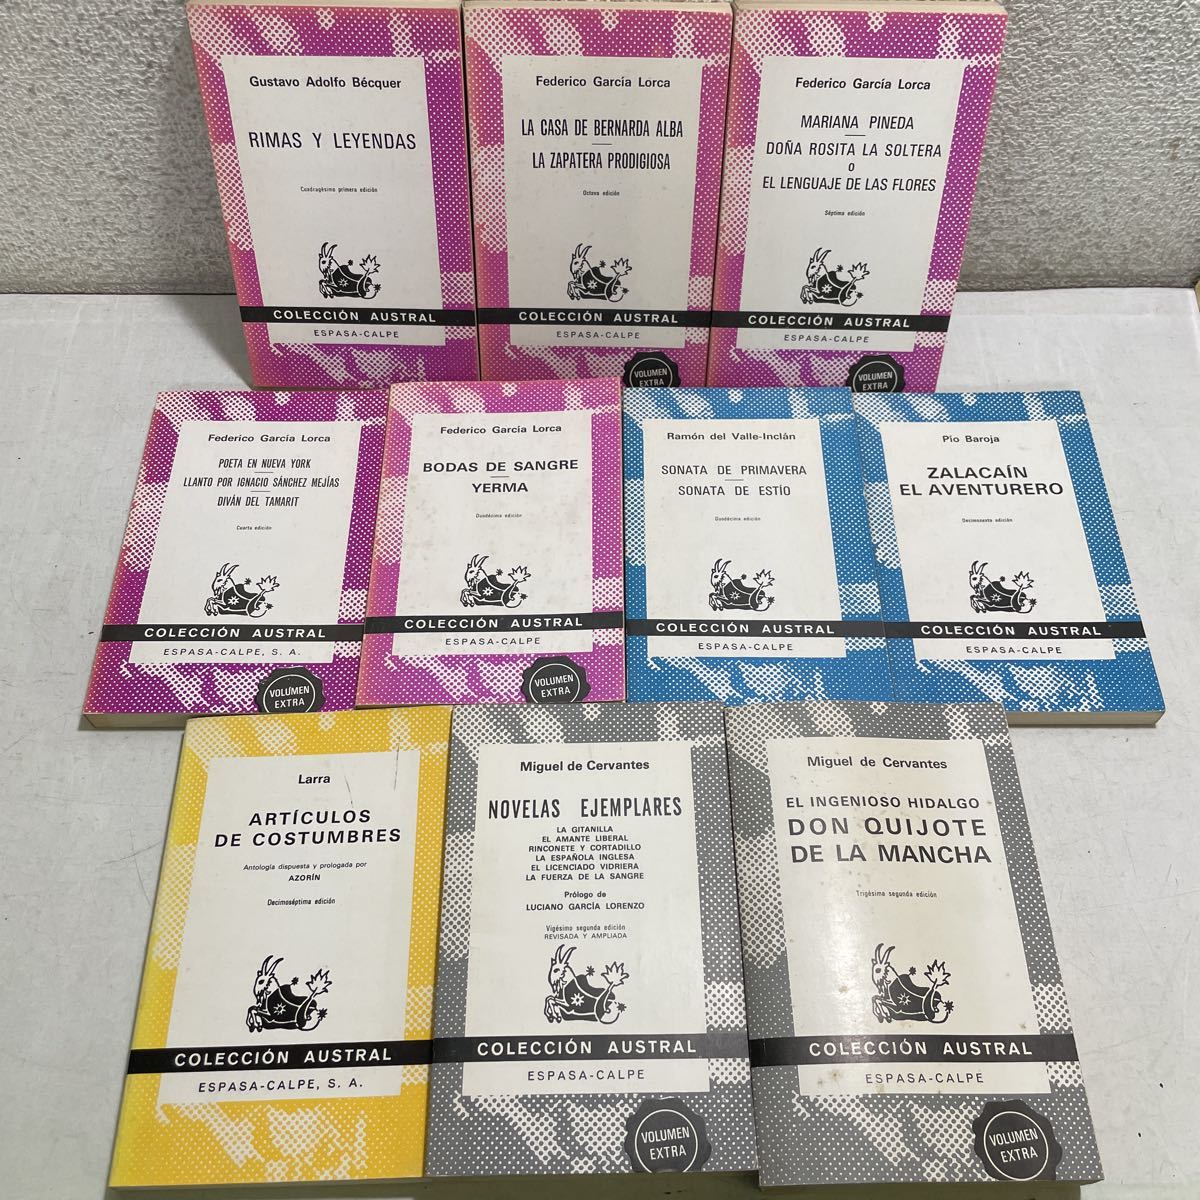 Gustavo Adolfo Bécquer
RIMAS Y LEYENDAS
Cuadragésimo primera edición
COLECCIÓN AUSTRAL
ESPASA-CALPE
Federico García Lorca
LA CASA DE BERNARDA ALBA
LA ZAPATERA PRODIGIOSA
Octava edición
COLECCIÓN AUSTRAL
ESPASA-CALPE
VOLUMEN
EXTRA
Federico García Lorca
MARIANA PINEDA
DOÑA ROSITA LA SOLTERA
o
EL LENGUAJE DE LAS FLORES
Séptima edición
COLECCIÓN AUSTRAL
ESPASA-CALPE
VOLUMEN
EXTRA
Federico García Lorca
POETA EN NUEVA YORK
LLANTO POR IGNACIO SÁNCHEZ MEJÍAS
DIVÁN DEL TAMARIT
Cuarta edición
COLECCIÓN AUSTRAL
ESPASA-CALPE, S. A.
VOLUMEN
EXTRA
Federico García Lorca
BODAS DE SANGRE
YERMA
Duodécima edición
COLECCIÓN AUSTRAL
ESPASA-CALPE
VOLUMEN
EXTRA
Ramón del Valle-Inclán
SONATA DE PRIMAVERA
SONATA DE ESTÍO
Duodécima edición
COLECCIÓN AUSTRAL
ESPASA-CALPE
Pío Baroja
ZALACAÍN
EL AVENTURERO
Decimonovena edición
COLECCIÓN AUSTRAL
ESPASA-CALPE
Larra
ARTÍCULOS
DE COSTUMBRES
Antología dispuesta y prologada por
AZORÍN
Decimoséptima edición
COLECCIÓN AUSTRAL
ESPASA-CALPE, S. A.
Miguel de Cervantes
NOVELAS EJEMPLARES
LA GITANILLA
EL AMANTE LIBERAL
RINCONETE Y CORTADILLO
LA ESPAÑOLA INGLESA
EL LICENCIADO VIDRIERA
LA FUERZA DE LA SANGRE
Prólogo de
LUCIANO GARCÍA LORENZO
Vigésimo segunda edición
REVISADA Y AMPLIADA
COLECCIÓN AUSTRAL
ESPASA-CALPE
VOLUMEN
EXTRA
Miguel de Cervantes
EL INGENIOSO HIDALGO
DON QUIJOTE
DE LA MANCHA
Trigésima segunda edición
COLECCIÓN AUSTRAL
ESPASA-CALPE
VOLUMEN
EXTRA